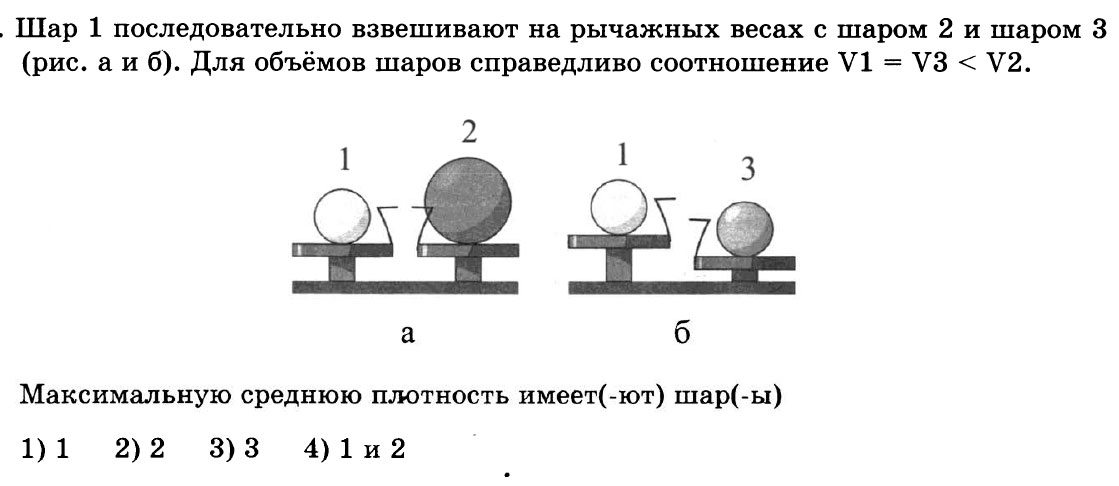 . Шар 1 последовательно взвешивают на рычажных весах с шаром 2 и шаром 3
(рис. а и б). Для объёмов шаров справедливо соотношение V1 = V3 < V2.
1 2 1 3
а б
Максимальную среднюю плотность имеет(-ют) шар(-ы)
1) 1 2) 2 3) 3 4) 1 и 2